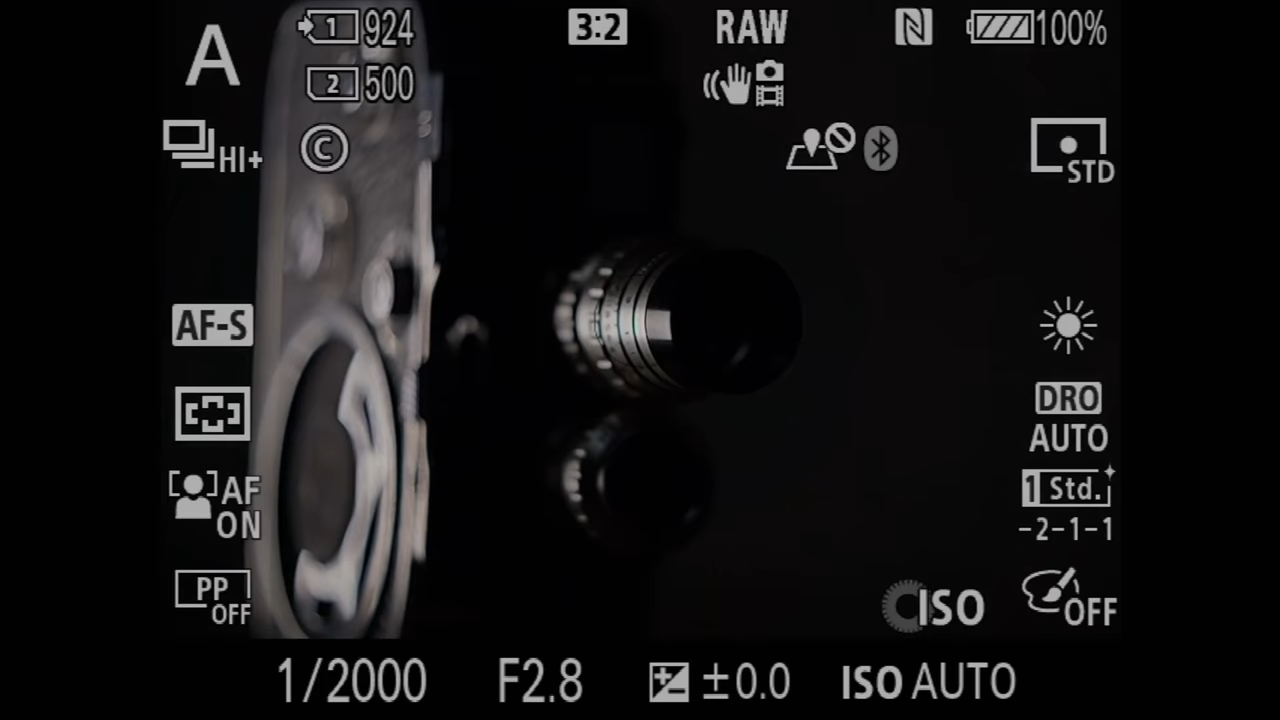 A
1 924
3:2
RAW
N
100%
2 500
HI+
C
STD
AF-S
DRO
AUTO
AF
ON
1 Std.
-2-1-1
PP
OFF
ISO
OFF
1/2000
F2.8
±0.0
ISO AUTO